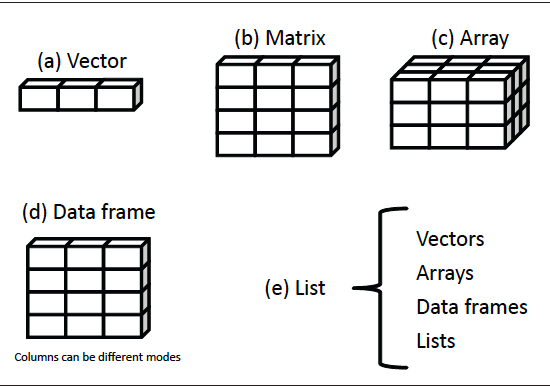 (a) Vector
(b) Matrix
(c) Array
(d) Data frame
Columns can be different modes
(e) List
Vectors
Arrays
Data frames
Lists